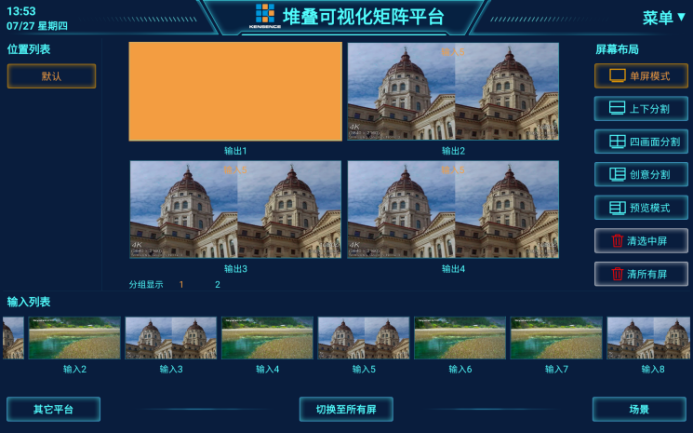 13:53
07/27 星期四
KENSENCE
堆叠可视化矩阵平台
菜单
位置列表
默认
输出1
输出2
输出3
输出4
4K
4K
4K
分组显示 1 2
屏幕布局
单屏模式
上下分割
四画面分割
创意分割
预览模式
清选中屏
清所有屏
输入列表
输入2
输入3
输入4
输入5
输入6
输入7
输入8
其它平台
切换至所有屏
场景